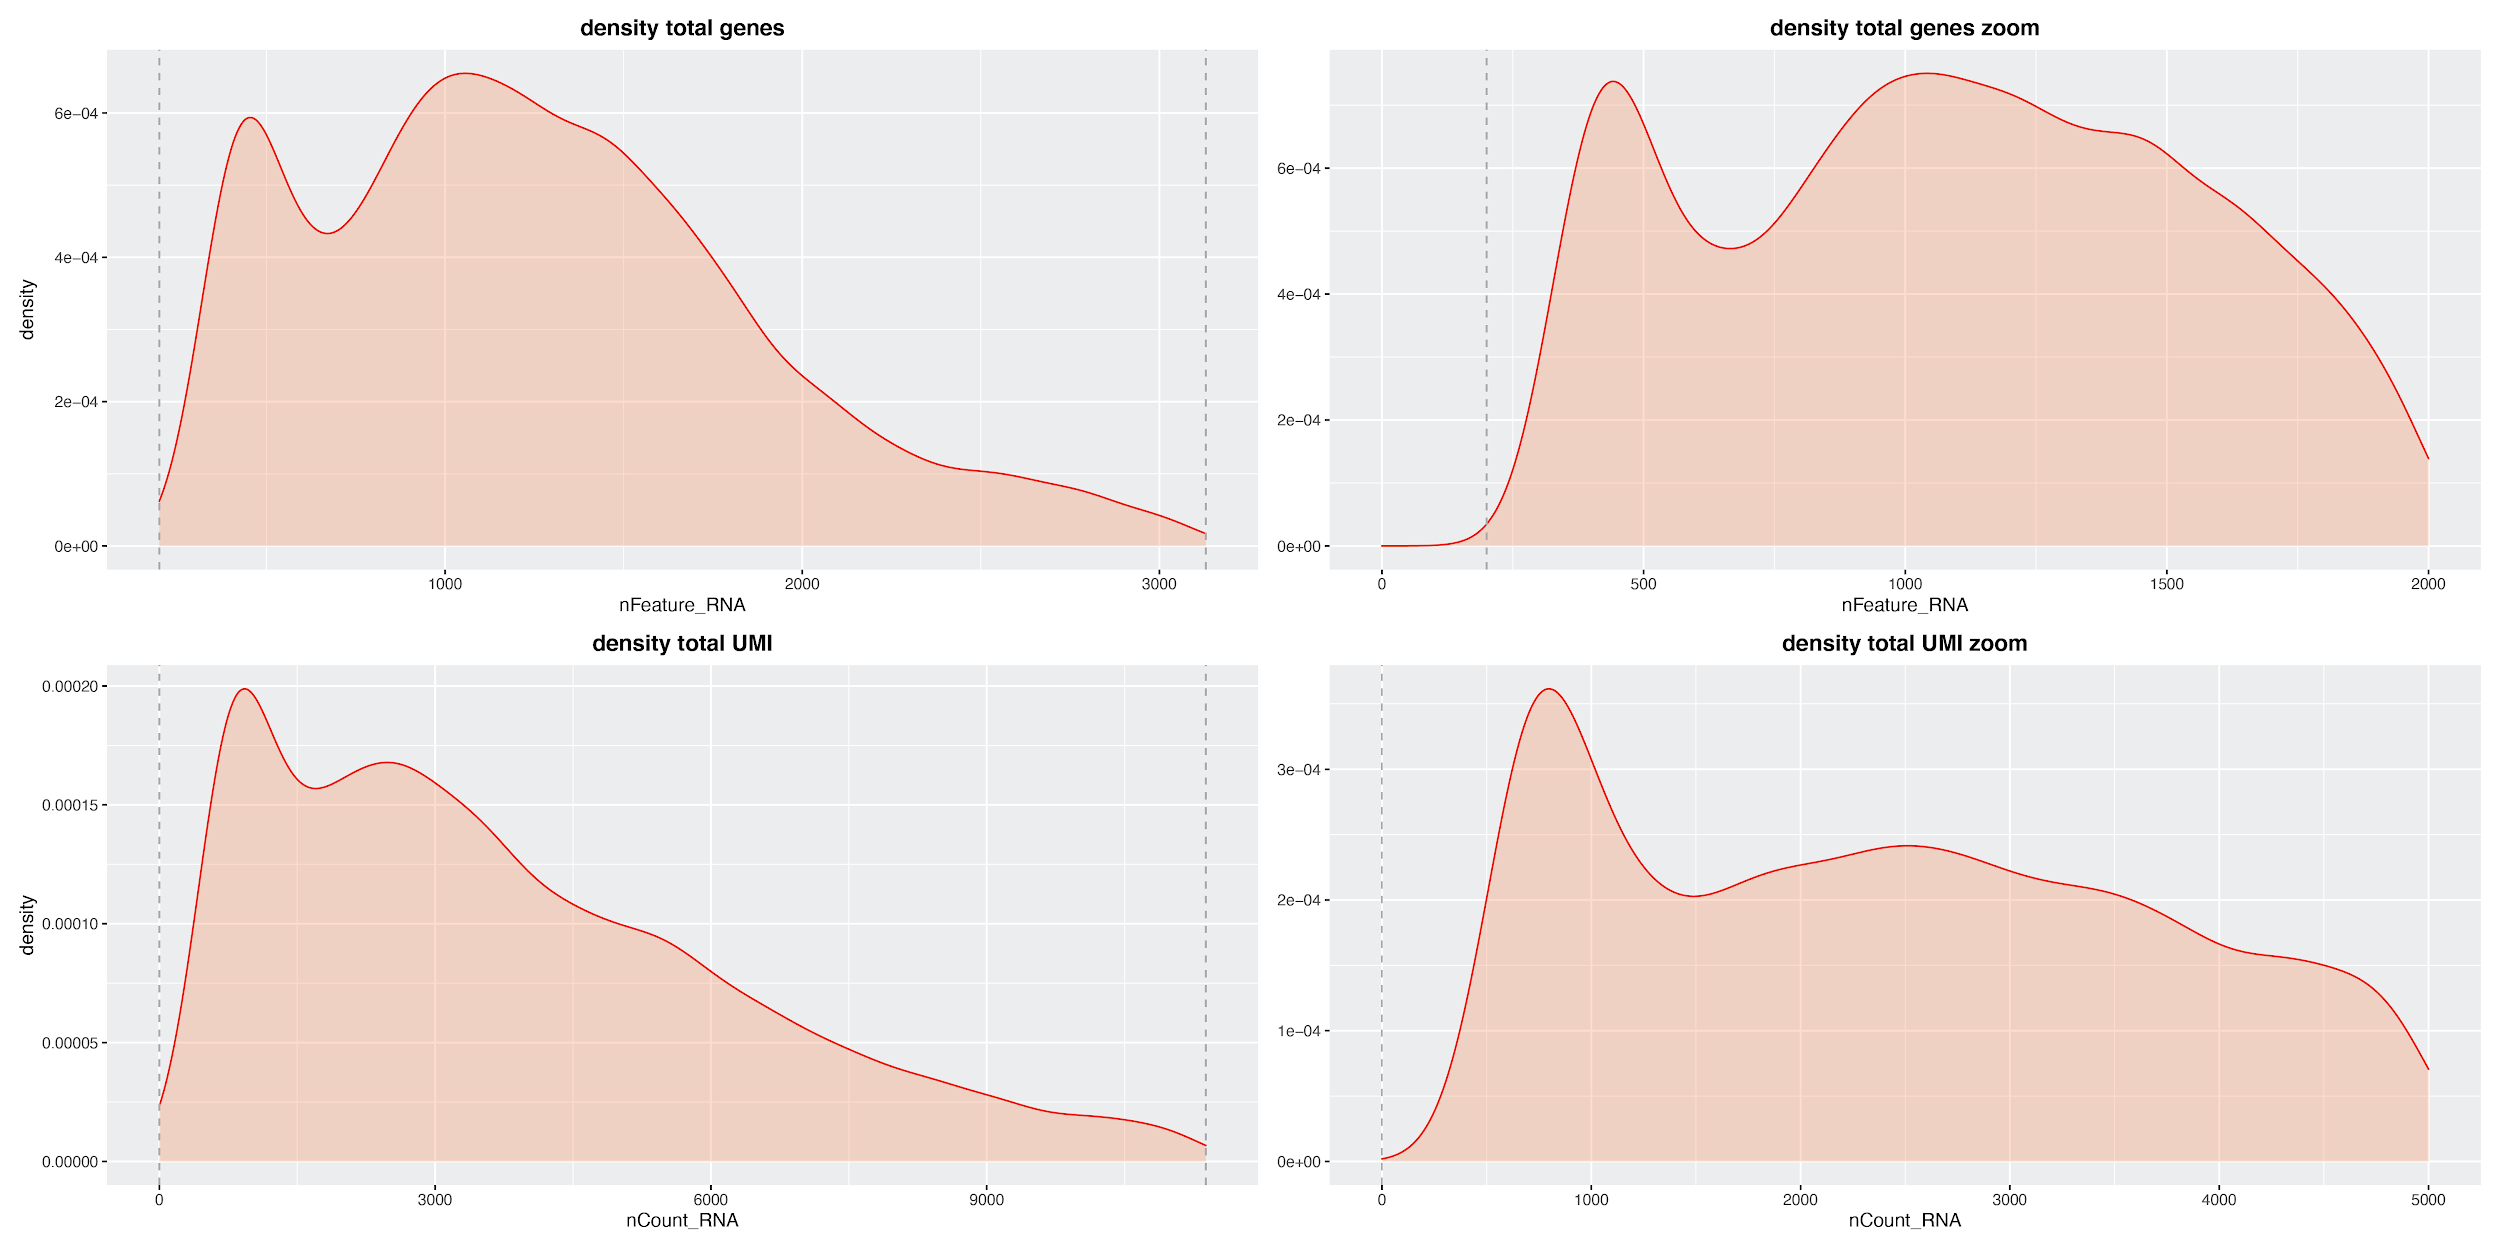 density total genes
density
6e−04
4e−04
2e−04
0e+00
1000 2000 3000
nFeature_RNA
density total genes zoom
6e−04
4e−04
2e−04
0e+00
0 500 1000 1500 2000
nFeature_RNA
density total UMI
density
0.00020
0.00015
0.00010
0.00005
0.00000
0 3000 6000 9000
nCount_RNA
density total UMI zoom
3e−04
2e−04
1e−04
0e+00
0 1000 2000 3000 4000 5000
nCount_RNA